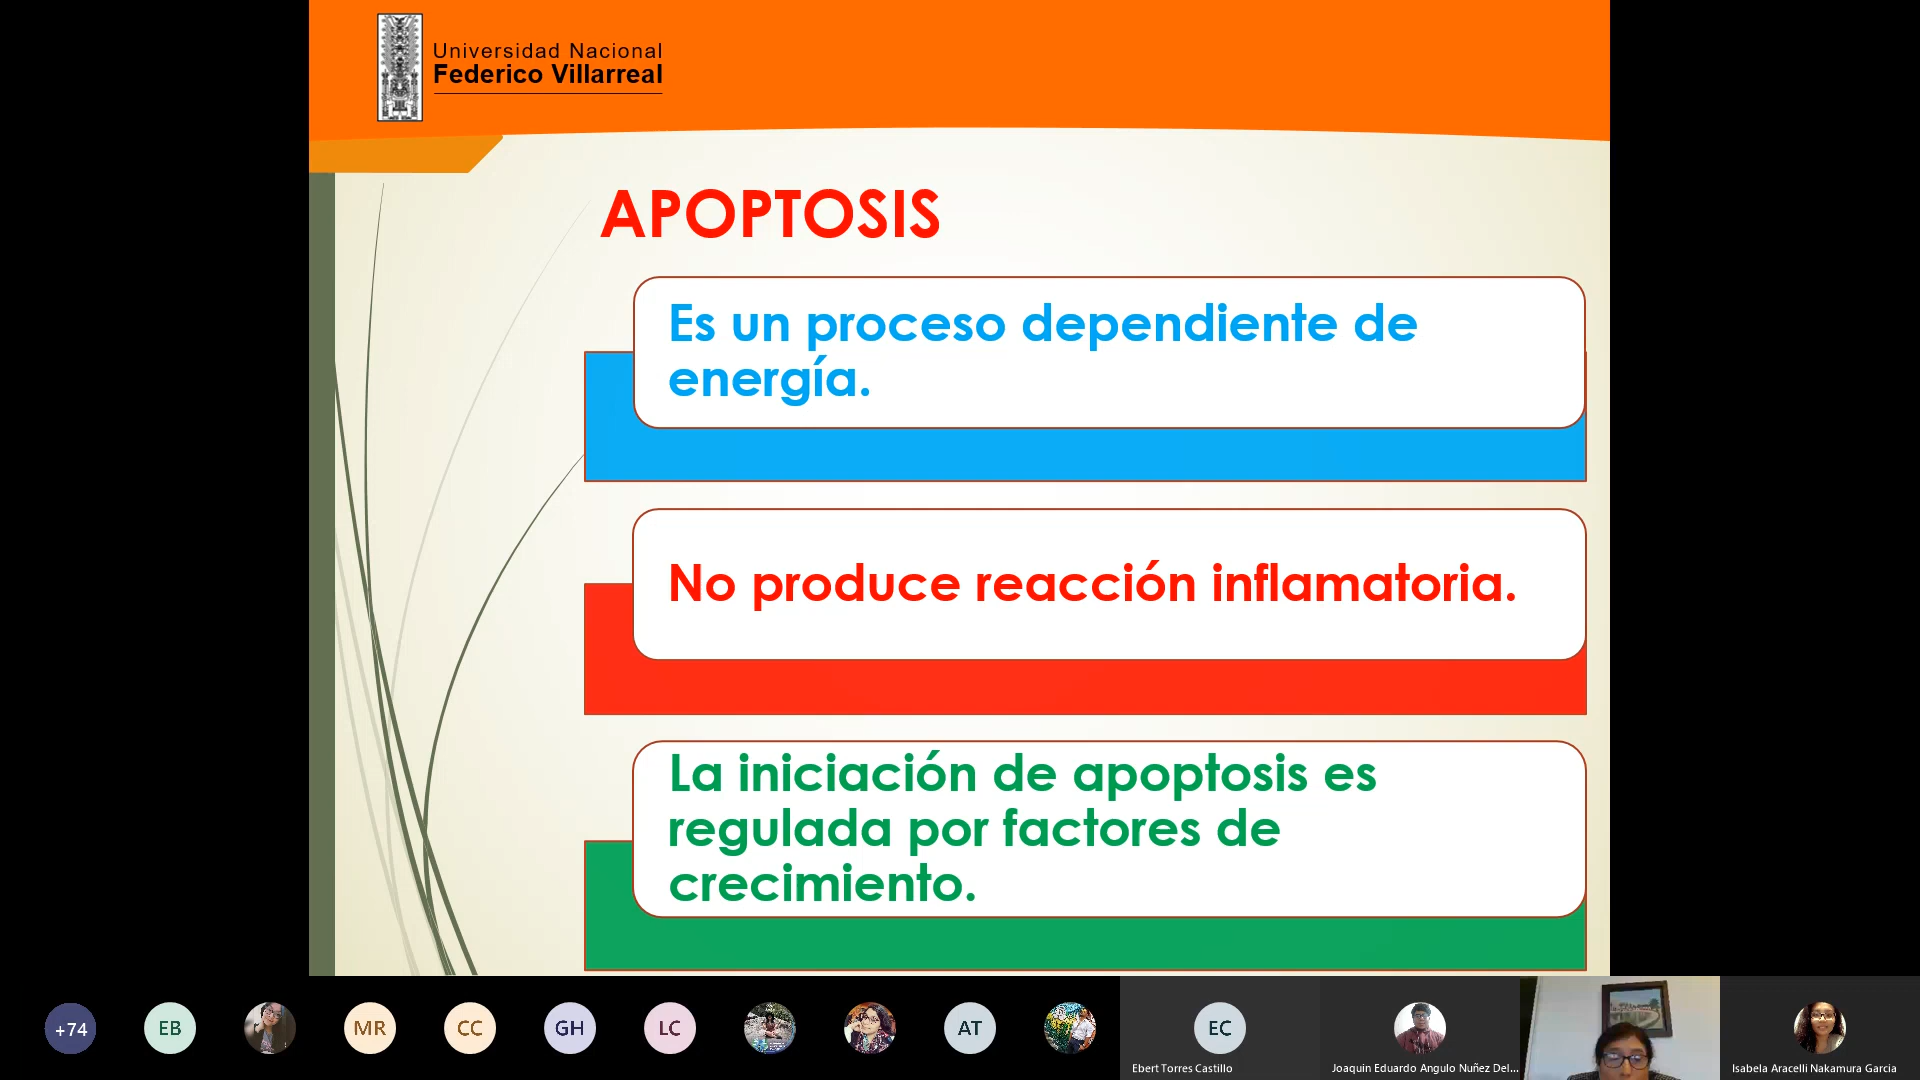 Universidad Nacional
Federico Villarreal
APOPTOSIS
Es un proceso dependiente de
energía.
No produce reacción inflamatoria.
La iniciación de apoptosis es
regulada por factores de
crecimiento.
+74
EB
MR
CC
GH
LC
AT
EC
Ebert Torres Castillo
Joaquin Eduardo Angulo Nuñez Del...
Isabela Aracelli Nakamura Garcia